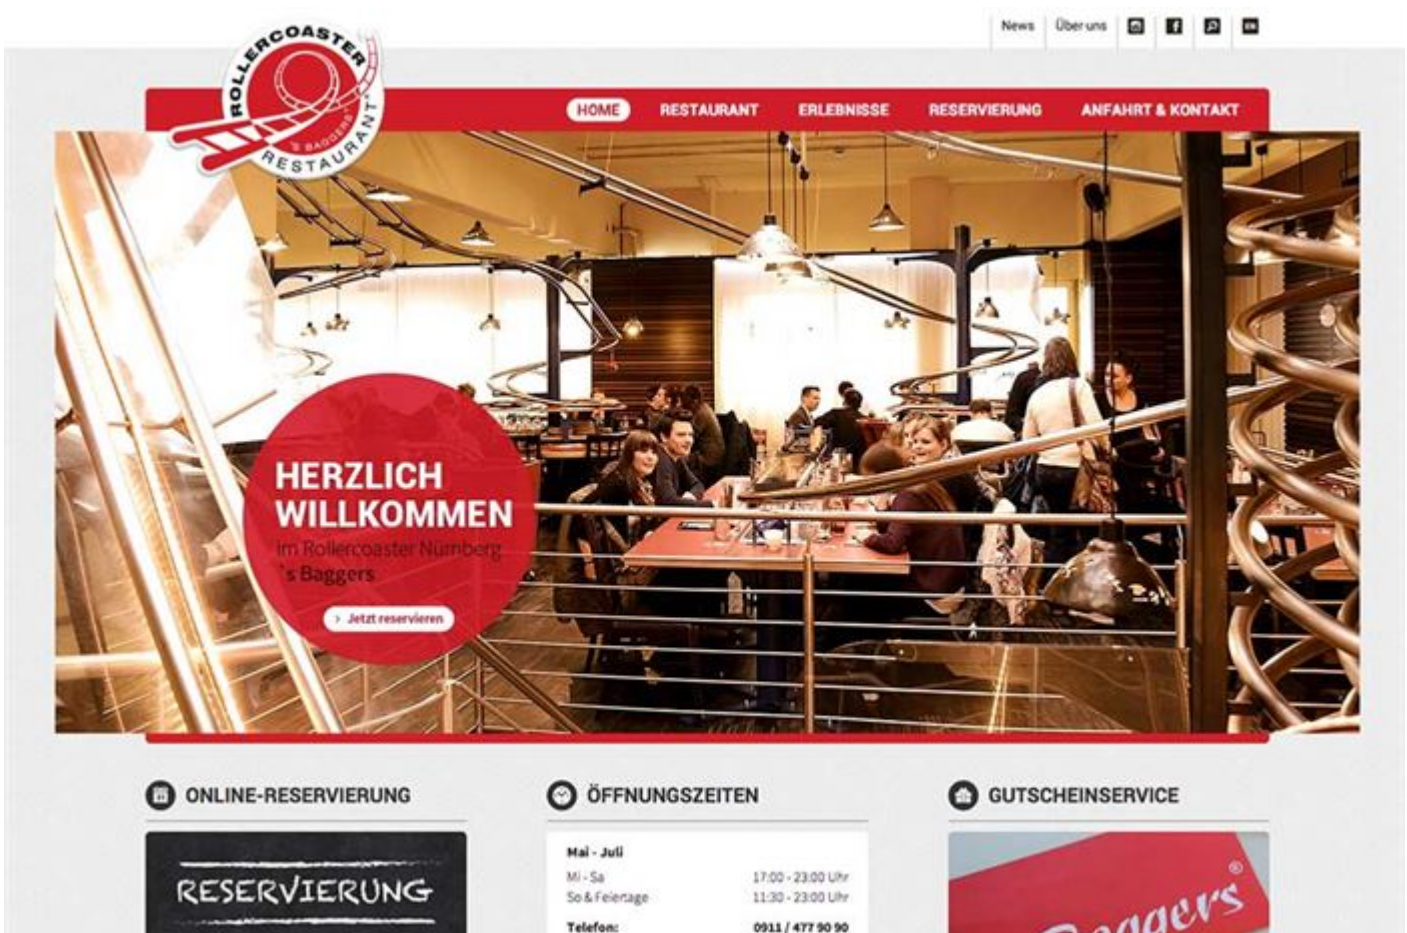 ROLLERCOASTER
'S BAGGERS®
RESTAURANT®
News
Über uns
EN
HOME
RESTAURANT
ERLEBNISSE
RESERVIERUNG
ANFAHRT & KONTAKT
HERZLICH
WILLKOMMEN
im Rollercoaster Nürnberg
`s Baggers
› Jetzt reservieren
ONLINE-RESERVIERUNG
RESERVIERUNG
ÖFFNUNGSZEITEN
Mai - Juli
Mi - Sa 17:00 - 23:00 Uhr
So & Feiertage 11:30 - 23:00 Uhr
Telefon: 0911 / 477 90 90
GUTSCHEINSERVICE
Baggers®